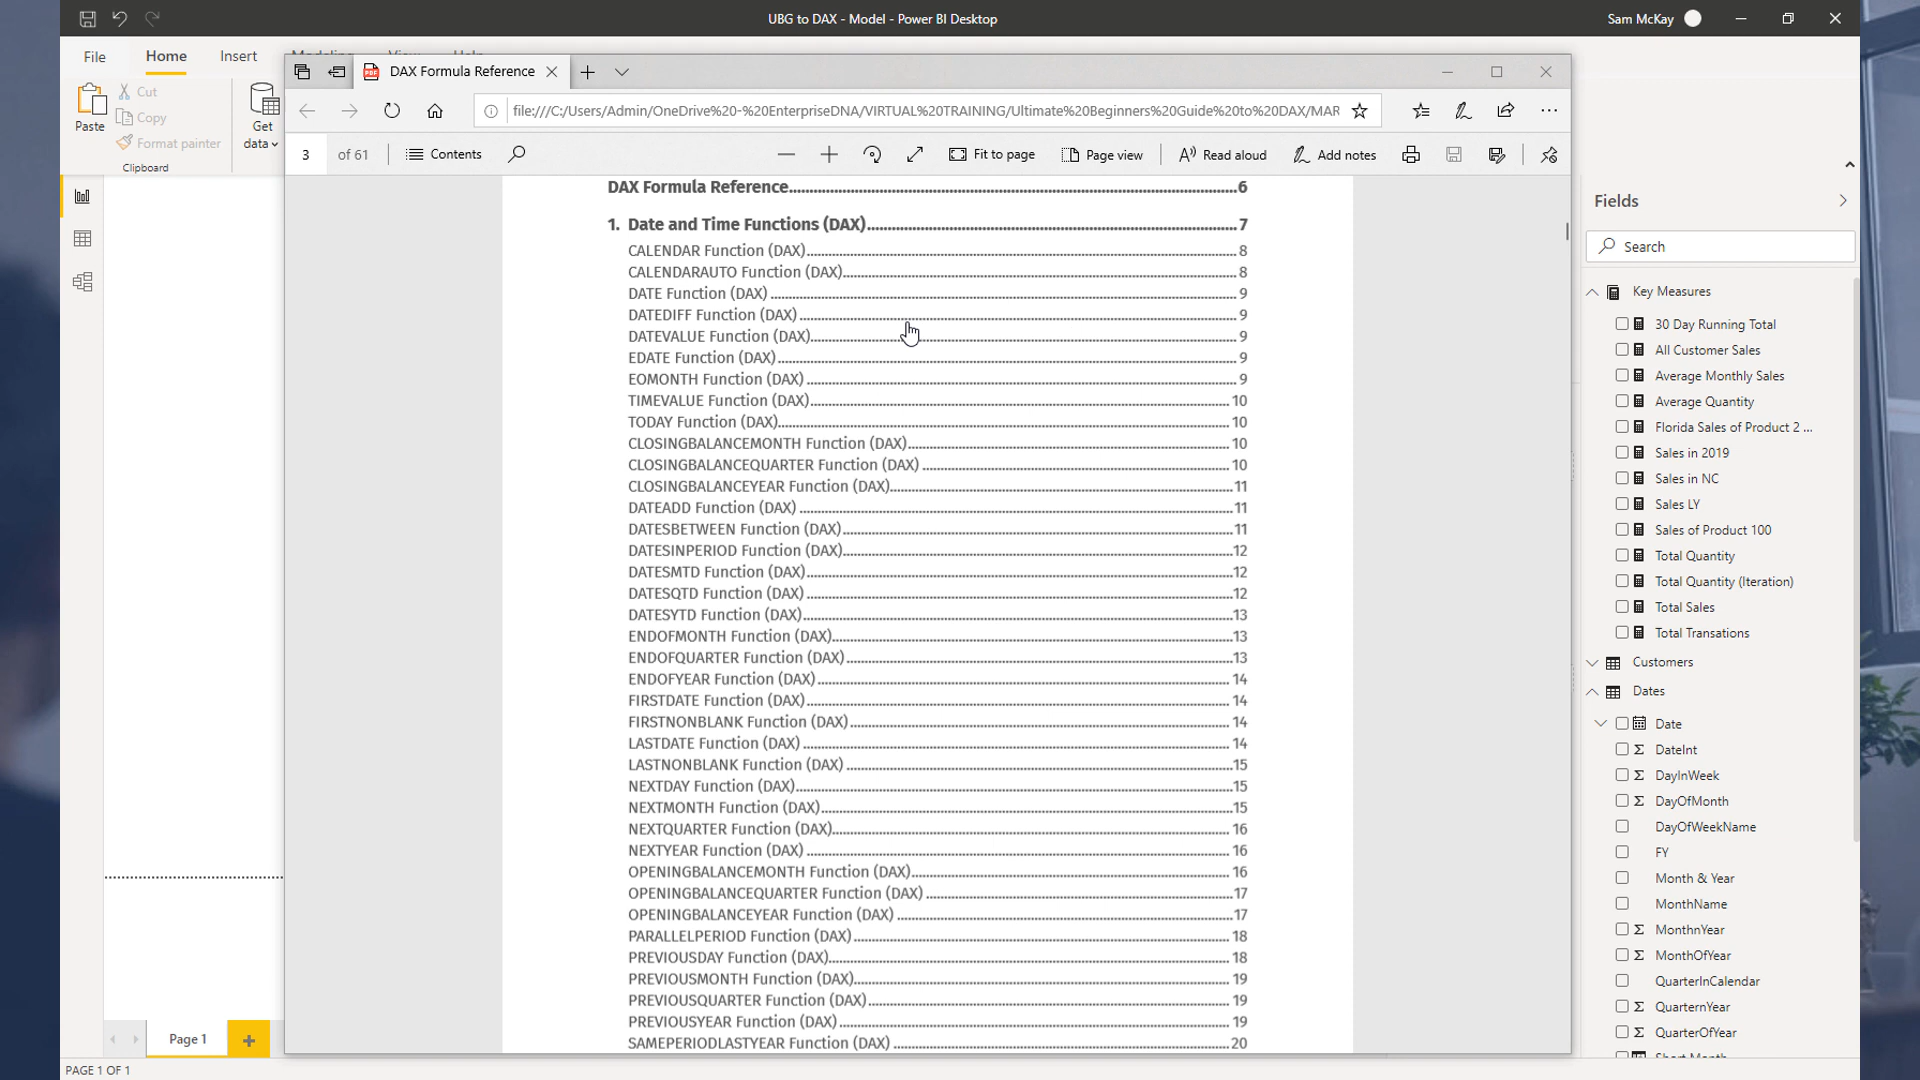 UBG to DAX - Model - Power BI Desktop
Sam McKay
File
Home
Insert
Paste
Cut
Copy
Format painter
Clipboard
Get
data
DAX Formula Reference
file:///C:/Users/Admin/OneDrive%20-%20EnterpriseDNA/VIRTUAL%20TRAINING/Ultimate%20Beginners%20Guide%20to%20DAX/MAR
3 of 61
Contents
Fit to page
Page view
Read aloud
Add notes
DAX Formula Reference 6
1. Date and Time Functions (DAX) 7
CALENDAR Function (DAX) 8
CALENDARAUTO Function (DAX) 8
DATE Function (DAX) 9
DATEDIFF Function (DAX) 9
DATEVALUE Function (DAX) 9
EDATE Function (DAX) 9
EOMONTH Function (DAX) 9
TIMEVALUE Function (DAX) 10
TODAY Function (DAX) 10
CLOSINGBALANCEMONTH Function (DAX) 10
CLOSINGBALANCEQUARTER Function (DAX) 10
CLOSINGBALANCEYEAR Function (DAX) 11
DATEADD Function (DAX) 11
DATESBETWEEN Function (DAX) 11
DATESINPERIOD Function (DAX) 12
DATESMTD Function (DAX) 12
DATESQTD Function (DAX) 12
DATESYTD Function (DAX) 13
ENDOFMONTH Function (DAX) 13
ENDOFQUARTER Function (DAX) 13
ENDOFYEAR Function (DAX) 14
FIRSTDATE Function (DAX) 14
FIRSTNONBLANK Function (DAX) 14
LASTDATE Function (DAX) 14
LASTNONBLANK Function (DAX) 15
NEXTDAY Function (DAX) 15
NEXTMONTH Function (DAX) 15
NEXTQUARTER Function (DAX) 16
NEXTYEAR Function (DAX) 16
OPENINGBALANCEMONTH Function (DAX) 16
OPENINGBALANCEQUARTER Function (DAX) 17
OPENINGBALANCEYEAR Function (DAX) 17
PARALLELPERIOD Function (DAX) 18
PREVIOUSDAY Function (DAX) 18
PREVIOUSMONTH Function (DAX) 19
PREVIOUSQUARTER Function (DAX) 19
PREVIOUSYEAR Function (DAX) 19
SAMEPERIODLASTYEAR Function (DAX) 20
Fields
Search
Key Measures
30 Day Running Total
All Customer Sales
Average Monthly Sales
Average Quantity
Florida Sales of Product 2 ...
Sales in 2019
Sales in NC
Sales LY
Sales of Product 100
Total Quantity
Total Quantity (Iteration)
Total Sales
Total Transations
Customers
Dates
Date
DateInt
DayInWeek
DayOfMonth
DayOfWeekName
FY
Month & Year
MonthName
MonthnYear
MonthOfYear
QuarterInCalendar
QuarternYear
QuarterOfYear
Short Month
Page 1
PAGE 1 OF 1